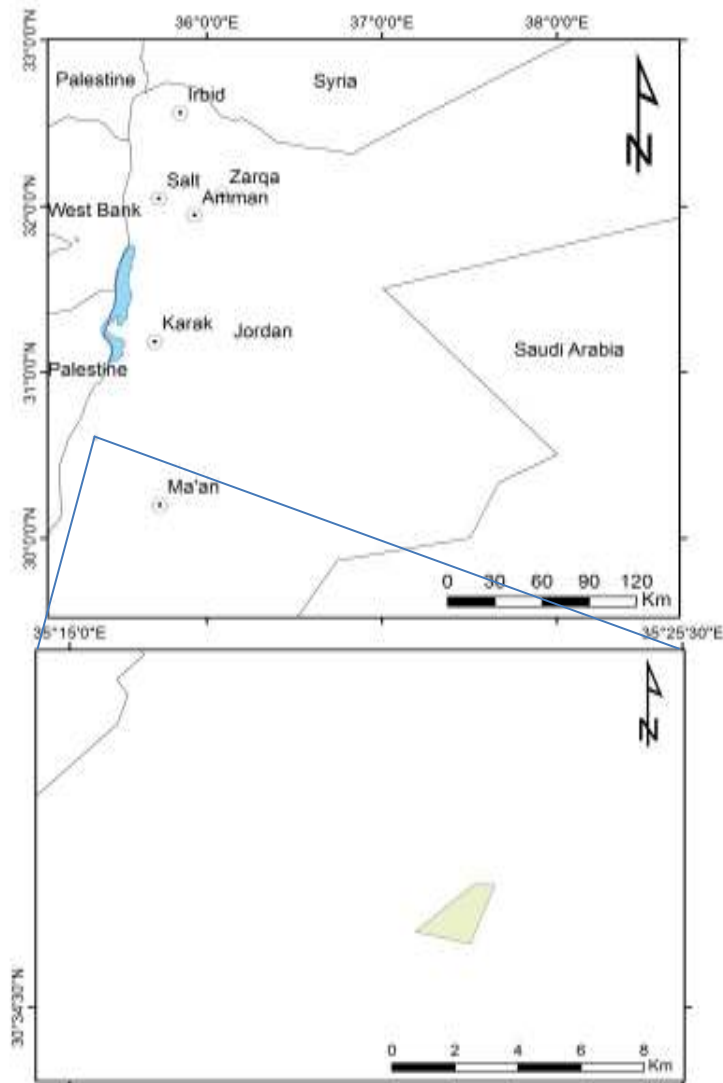 36°0'0"E 37°0'0"E 38°0'0"E
33°0'0"N
Palestine
Syria
Irbid
N
Salt
Zarqa
Amman
West Bank
32°0'0"N
Karak
Jordan
Saudi Arabia
Palestine
31°0'0"N
Ma'an
30°0'0"N
0 30 60 90 120
Km
35°15'0"E 35°25'30"E
N
30°34'30"N
0 2 4 6 8
Km